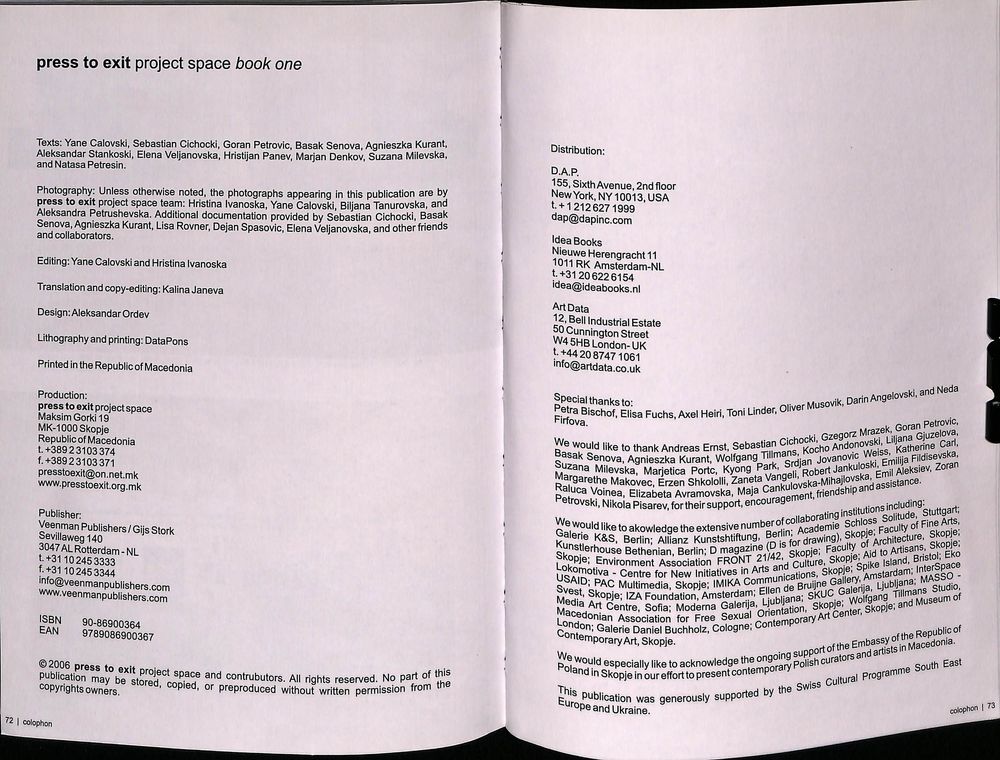 press to exit project space book one
Texts: Yane Calovski, Sebastian Cichocki, Goran Petrovic, Basak Senova, Agnieszka Kurant,
Aleksandar Stankoski, Elena Veljanovska, Hristijan Panev, Marjan Denkov, Suzana Milevska,
and Natasa Petresin.
Photography: Unless otherwise noted, the photographs appearing in this publication are by
press to exit project space team: Hristina Ivanoska, Yane Calovski, Biljana Tanurovska, and
Aleksandra Petrushevska. Additional documentation provided by Sebastian Cichocki, Basak
Senova, Agnieszka Kurant, Lisa Rovner, Dejan Spasovic, Elena Veljanovska, and other friends
and collaborators.
Editing: Yane Calovski and Hristina Ivanoska
Translation and copy-editing: Kalina Janeva
Design: Aleksandar Ordev
Lithography and printing: DataPons
Printed in the Republic of Macedonia
Production:
press to exit project space
Maksim Gorki 19
MK-1000 Skopje
Republic of Macedonia
t. +389 2 3103 374
f. +389 2 3103 371
presstoexit@on.net.mk
www.presstoexit.org.mk
Publisher:
Veenman Publishers / Gijs Stork
Sevillaweg 140
3047 AL Rotterdam - NL
t. +31 10 245 3333
f. +31 10 245 3344
info@veenmanpublishers.com
www.veenmanpublishers.com
ISBN 90-86900364
EAN 9789086900367
© 2006 press to exit project space and contrubutors. All rights reserved. No part of this
publication may be stored, copied, or preproduced without written permission from the
copyrights owners.
72 | colophon
Distribution:
D.A.P.
155, Sixth Avenue, 2nd floor
New York, NY 10013, USA
t. + 1 212 627 1999
dap@dapinc.com
Idea Books
Nieuwe Herengracht 11
1011 RK Amsterdam-NL
t. +31 20 622 6154
idea@ideabooks.nl
Art Data
12, Bell Industrial Estate
50 Cunnington Street
W4 5HB London- UK
t. +44 20 8747 1061
info@artdata.co.uk
Special thanks to:
Petra Bischof, Elisa Fuchs, Axel Heiri, Toni Linder, Oliver Musovik, Darin Angelovski, and Neda
Firfova.
We would like to thank Andreas Ernst, Sebastian Cichocki, Gzegorz Mrazek, Goran Petrovic,
Basak Senova, Agnieszka Kurant, Wolfgang Tillmans, Kocho Andonovski, Liljana Gjuzelova,
Suzana Milevska, Marjetica Portc, Kyong Park, Srdjan Jovanovic Weiss, Katherine Carl,
Margarethe Makovec, Erzen Shkololli, Zaneta Vangeli, Robert Jankuloski, Emilija Fildisevska,
Raluca Voinea, Elizabeta Avramovska, Maja Cankulovska-Mihajlovska, Emil Aleksiev, Zoran
Petrovski, Nikola Pisarev, for their support, encouragement, friendship and assistance.
We would like to akowledge the extensive number of collaborating institutions including:
Galerie K&S, Berlin; Allianz Kunstshtiftung, Berlin; Academie Schloss Solitude, Stuttgart;
Kunstlerhouse Bethenian, Berlin; D magazine (D is for drawing), Skopje; Faculty of Fine Arts,
Skopje; Environment Association FRONT 21/42, Skopje; Faculty of Architecture, Skopje;
Lokomotiva - Centre for New Initiatives in Arts and Culture, Skopje; Aid to Artisans, Skopje;
USAID; PAC Multimedia, Skopje; IMIKA Communications, Skopje; Spike Island, Bristol; Eko
Svest, Skopje; IZA Foundation, Amsterdam; Ellen de Bruijne Gallery, Amsterdam; InterSpace
Media Art Centre, Sofia; Moderna Galerija, Ljubljana; SKUC Galerija, Ljubljana; MASSO -
Macedonian Association for Free Sexual Orientation, Skopje; Wolfgang Tillmans Studio,
London; Galerie Daniel Buchholz, Cologne; Contemporary Art Center, Skopje; and Museum of
Contemporary Art, Skopje.
We would especially like to acknowledge the ongoing support of the Embassy of the Republic of
Poland in Skopje in our effort to present contemporary Polish curators and artists in Macedonia.
This publication was generously supported by the Swiss Cultural Programme South East
Europe and Ukraine.
colophon | 73